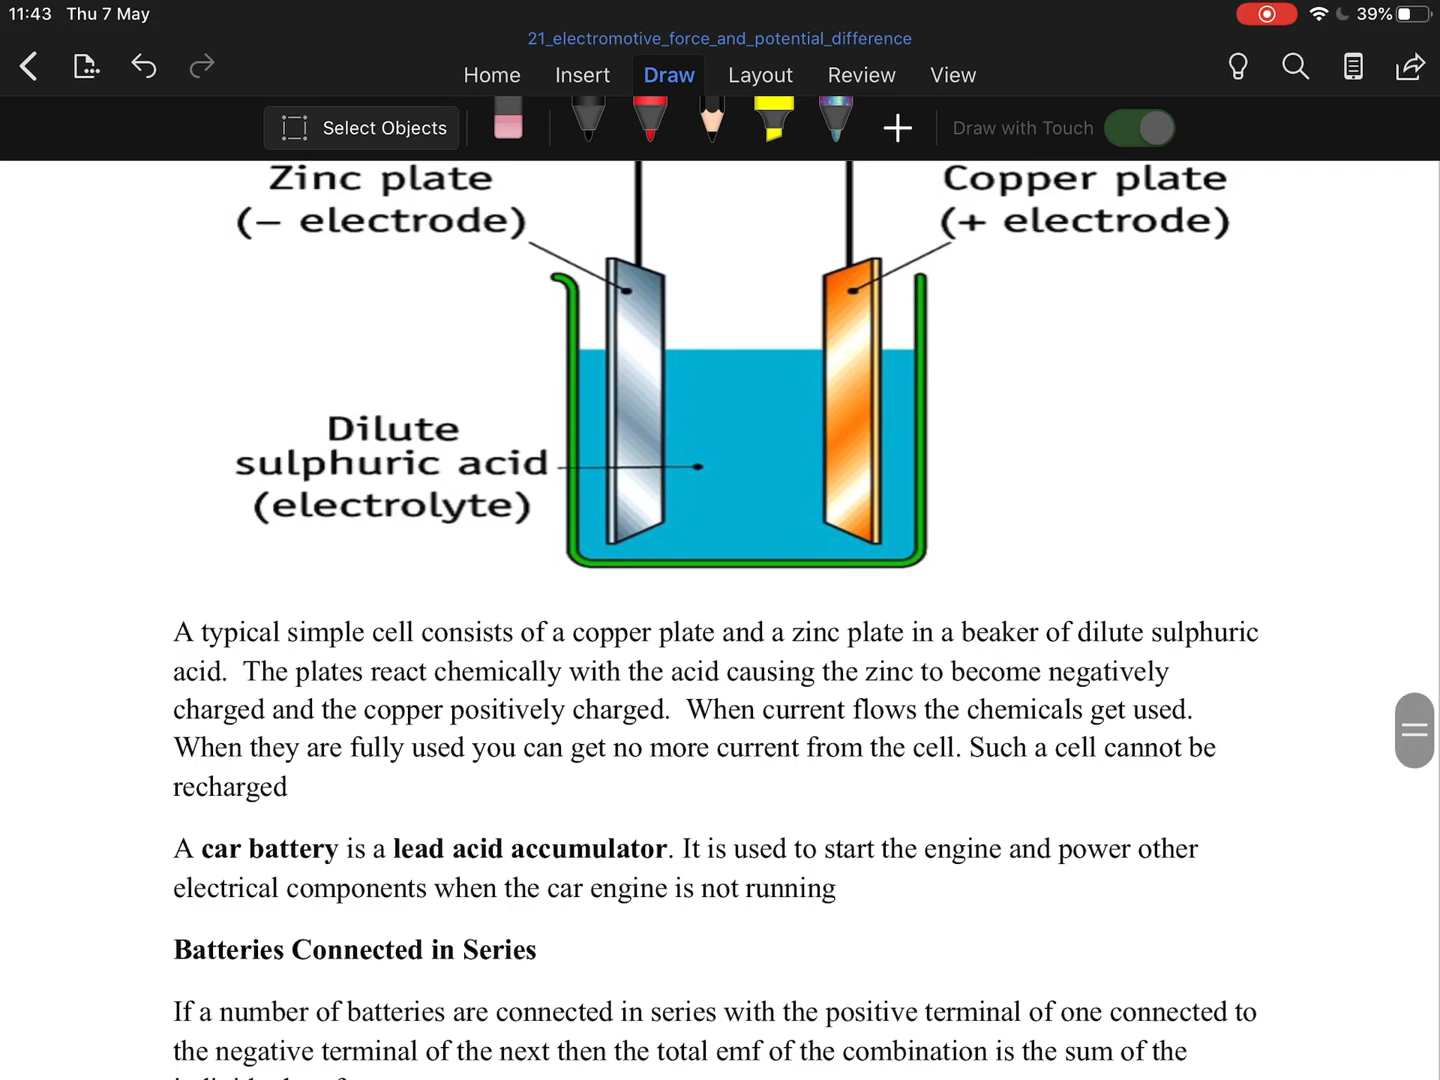 11:43 Thu 7 May
39%
21_electromotive_force_and_potential_difference
Home Insert Draw Layout Review View
Select Objects
Draw with Touch
Zinc plate
(– electrode)
Copper plate
(+ electrode)
Dilute
sulphuric acid
(electrolyte)
A typical simple cell consists of a copper plate and a zinc plate in a beaker of dilute sulphuric
acid. The plates react chemically with the acid causing the zinc to become negatively
charged and the copper positively charged. When current flows the chemicals get used.
When they are fully used you can get no more current from the cell. Such a cell cannot be
recharged
A car battery is a lead acid accumulator. It is used to start the engine and power other
electrical components when the car engine is not running
Batteries Connected in Series
If a number of batteries are connected in series with the positive terminal of one connected to
the negative terminal of the next then the total emf of the combination is the sum of the